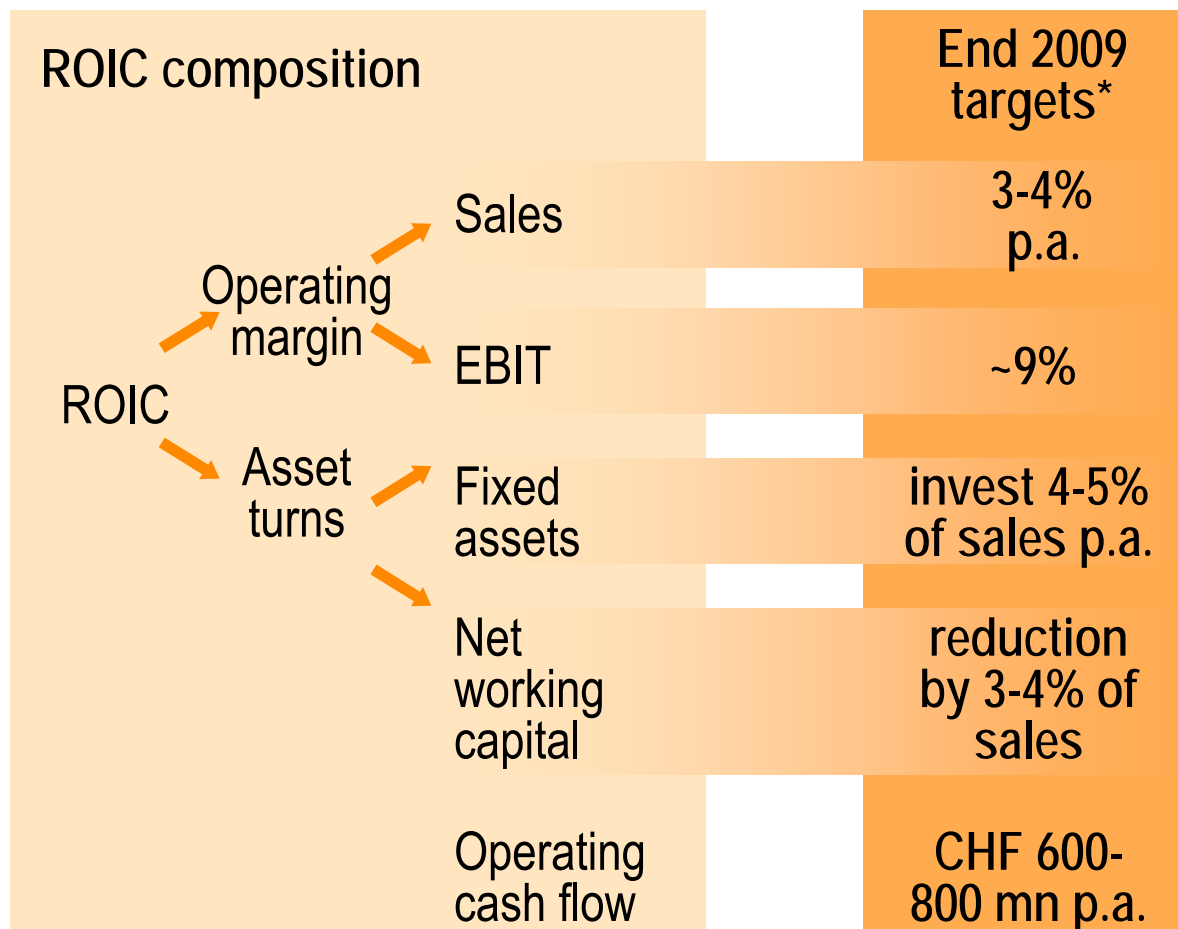 ROIC composition
End 2009
targets*
Sales
3-4%
p.a.
Operating
margin
EBIT
~9%
ROIC
Asset
turns
Fixed
assets
invest 4-5%
of sales p.a.
Net
working
capital
reduction
by 3-4% of
sales
Operating
cash flow
CHF 600-
800 mn p.a.